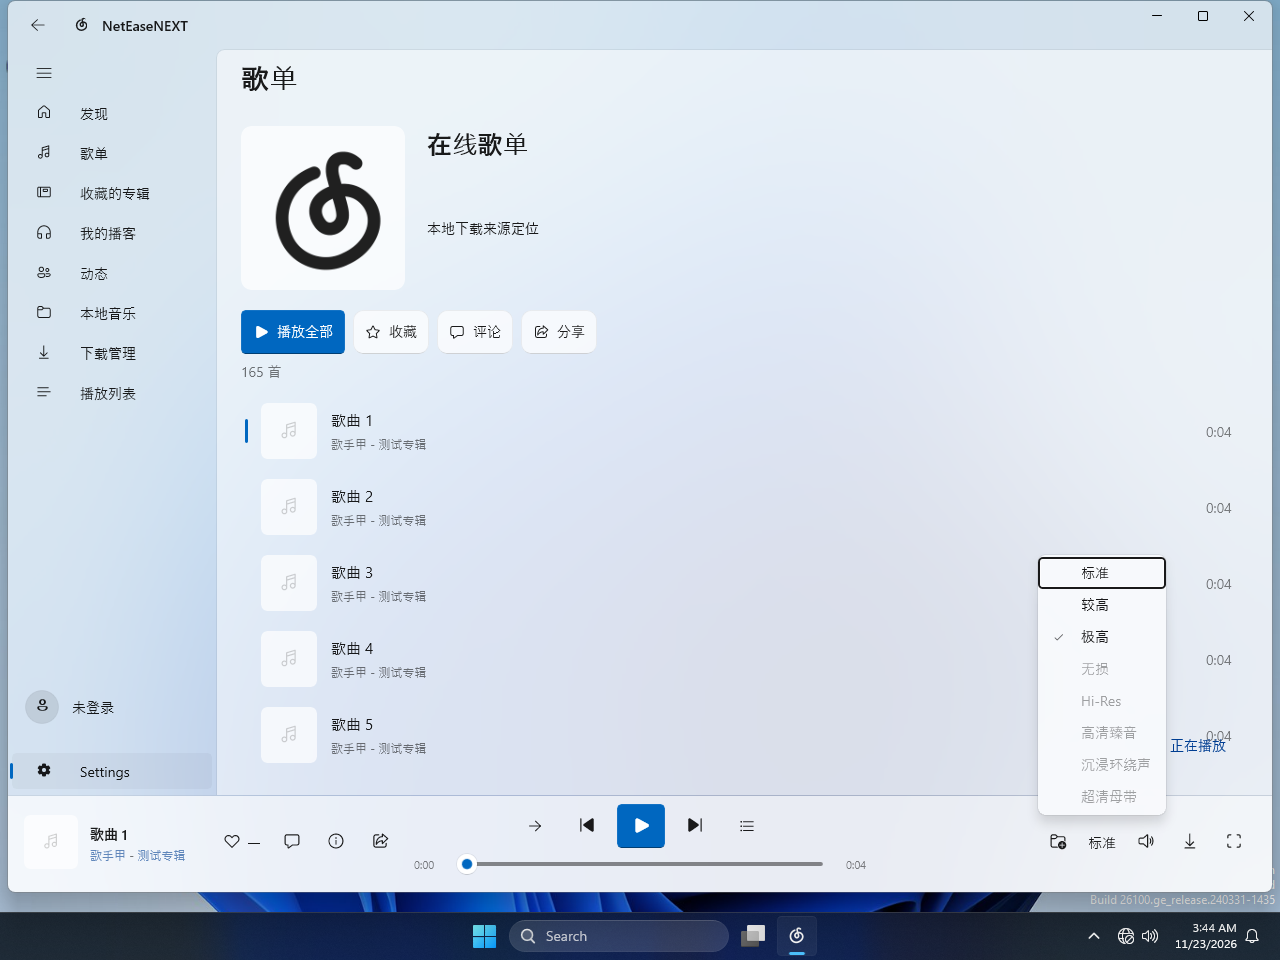 NetEaseNEXT
发现
歌单
收藏的专辑
我的播客
动态
本地音乐
下载管理
播放列表
未登录
Settings
歌单
在线歌单
本地下载来源定位
播放全部
收藏
评论
分享
165 首
歌曲 1
歌手甲 - 测试专辑
0:04
歌曲 2
歌手甲 - 测试专辑
0:04
歌曲 3
歌手甲 - 测试专辑
0:04
歌曲 4
歌手甲 - 测试专辑
0:04
歌曲 5
歌手甲 - 测试专辑
0:04
正在播放
标准
较高
极高
无损
Hi-Res
高清臻音
沉浸环绕声
超清母带
歌曲 1
歌手甲 - 测试专辑
0:00
0:04
标准
Build 26100.ge_release.240331-1435
Search
3:44 AM
11/23/2026